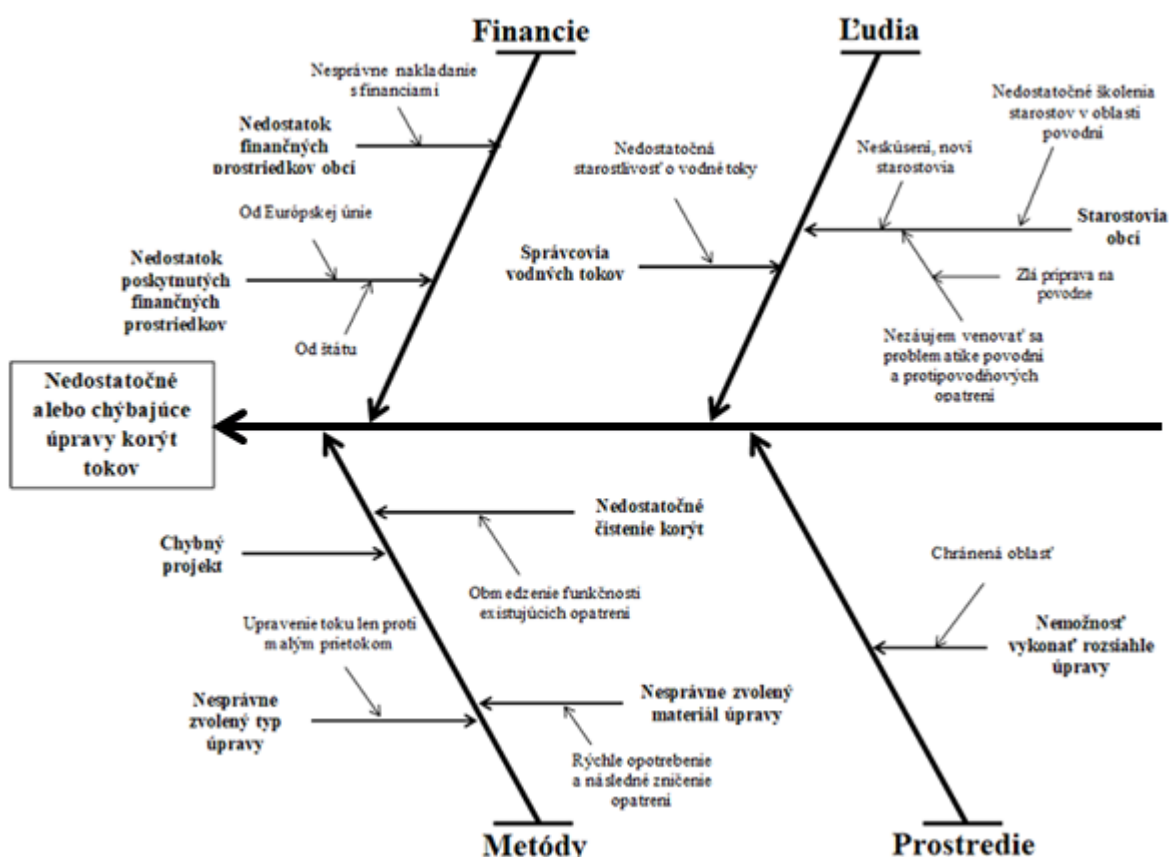 Financie
Ľudia
Nesprávne nakladanie
s financiami
Nedostatok
finančných
prostriedkov obcí
Od Európskej únie
Nedostatok
poskytnutých
finančných
prostriedkov
Od štátu
Nedostatočná
starostlivosť o vodné toky
Správcovia
vodných tokov
Nedostatočné školenia
starostov v oblasti
povodní
Neskúsení, noví
starostovia
Starostovia
obcí
Zlá príprava na
povodne
Nezáujem venovať sa
problematike povodní
a protipovodňových
opatrení
Nedostatočné
alebo chýbajúce
úpravy korýt
tokov
Nedostatočné
čistenie korýt
Chybný
projekt
Obmedzenie funkčnosti
existujúcich opatrení
Upravenie toku len proti
malým prietokom
Nesprávne
zvolený typ
úpravy
Nesprávne zvolený
materiál úpravy
Rýchle opotrebenie
a následné zničenie
opatrení
Chránená oblasť
Nemožnosť
vykonať rozsiahle
úpravy
Metódy
Prostredie